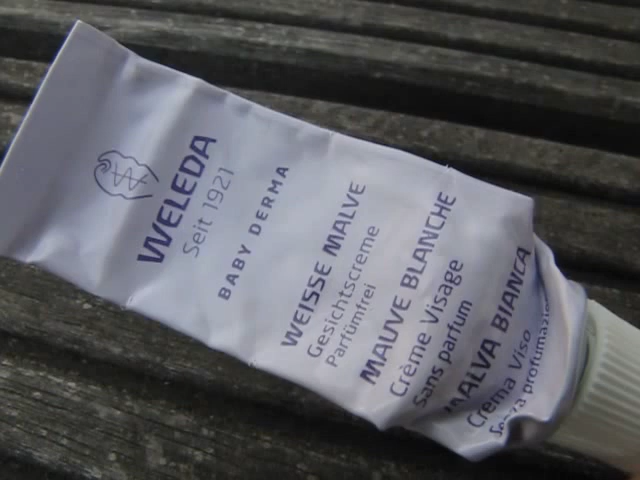 WELEDA
Seit 1921
BABY DERMA
WEISSE MALVE
Gesichtscreme
Parfümfrei
MAUVE BLANCHE
Crème Visage
Sans parfum
MALVA BIANCA
Crema Viso
Senza